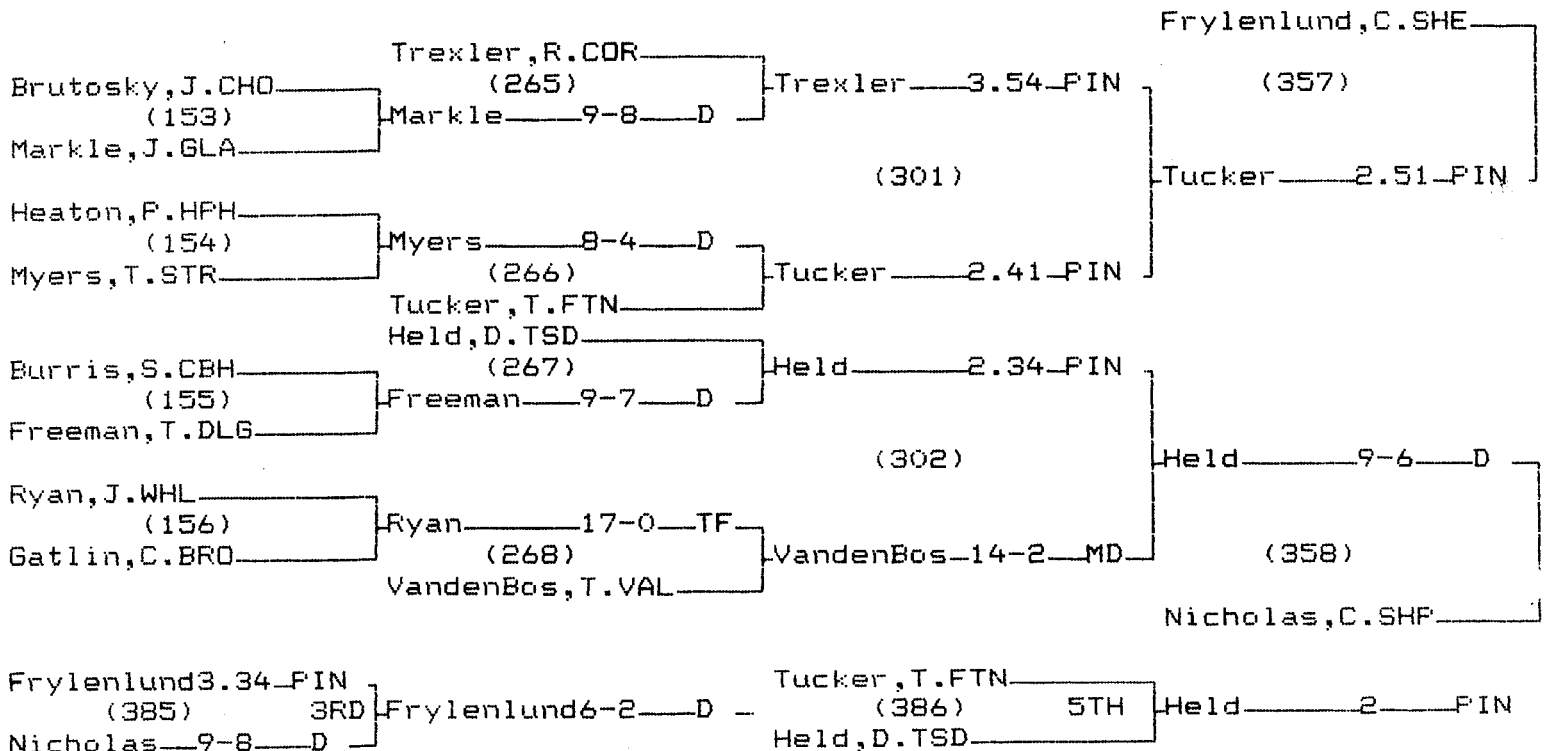 Frylenlund,C.SHE
Trexler,R.COR
Brutosky,J.CHO (265) Trexler 3.54 PIN (357)
(153) Markle 9-8 D
Markle,J.GLA
(301) Tucker 2.51 PIN
Heaton,P.HPH
(154) Myers 8-4 D
Myers,T.STR (266) Tucker 2.41 PIN
Tucker,T.FTN
Held,D.TSD
Burris,S.CBH (267) Held 2.34 PIN
(155) Freeman 9-7 D
Freeman,T.DLG
(302) Held 9-6 D
Ryan,J.WHL
(156) Ryan 17-0 TF
Gatlin,C.BRO (268) VandenBos 14-2 MD (358)
VandenBos,T.VAL
Nicholas,C.SHP
Frylenlund3.34 PIN Tucker,T.FTN
(385) 3RD Frylenlund6-2 D (386) 5TH Held 2 PIN
Nicholas 9-8 D Held,D.TSD